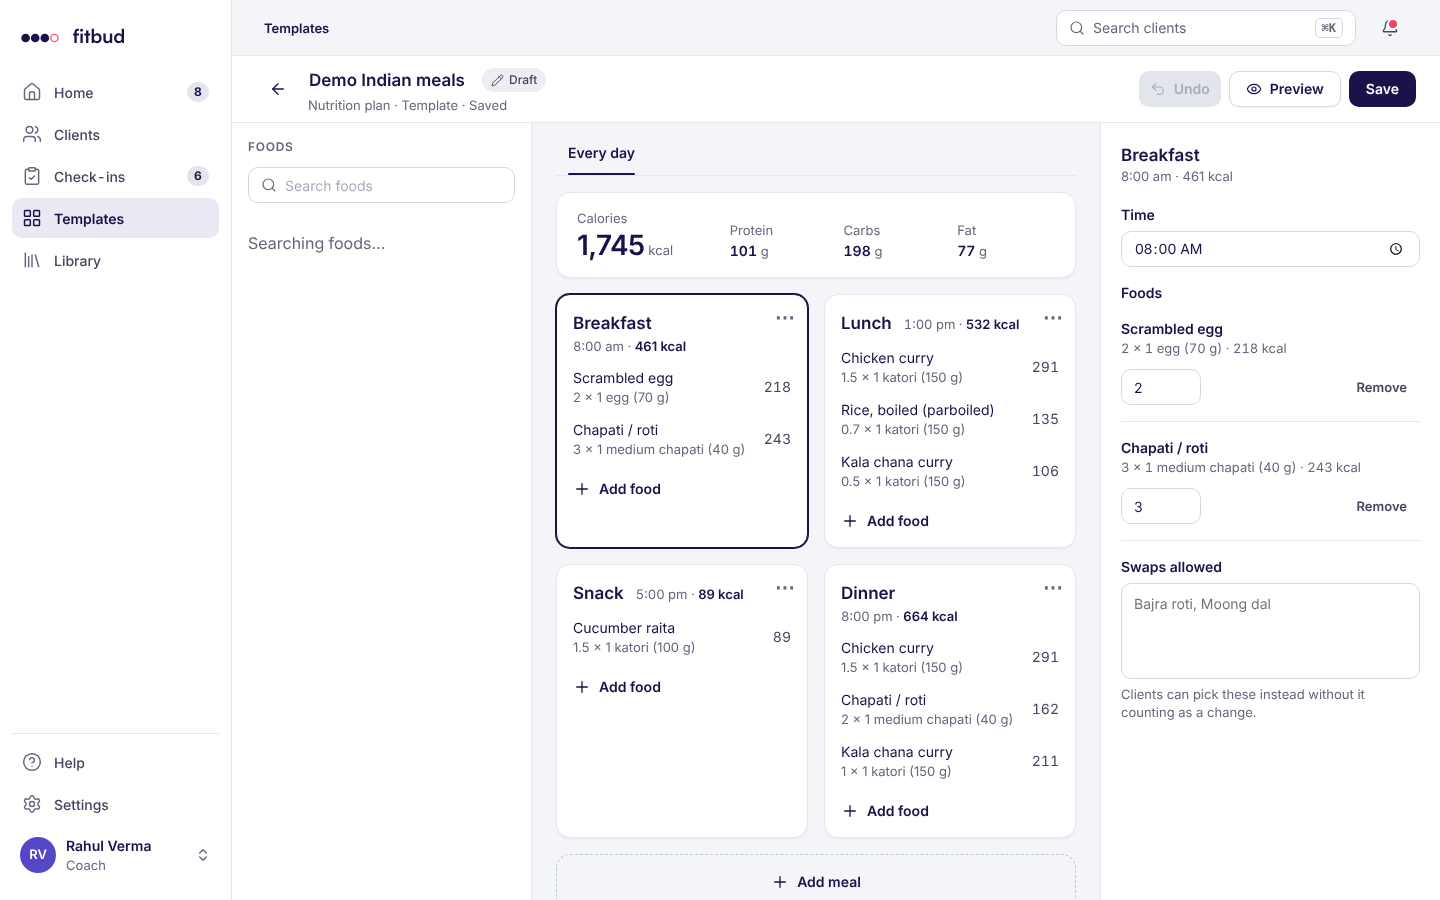 fitbud
Home
8
Clients
Check-ins
6
Templates
Library
Help
Settings
RV
Rahul Verma
Coach
Templates
Search clients
⌘K
Demo Indian meals
Draft
Nutrition plan · Template · Saved
Undo
Preview
Save
FOODS
Search foods
Searching foods...
Every day
Calories
1,745 kcal
Protein
101 g
Carbs
198 g
Fat
77 g
Breakfast
8:00 am · 461 kcal
Scrambled egg
2 × 1 egg (70 g)
218
Chapati / roti
3 × 1 medium chapati (40 g)
243
Add food
Lunch 1:00 pm · 532 kcal
Chicken curry
1.5 × 1 katori (150 g)
291
Rice, boiled (parboiled)
0.7 × 1 katori (150 g)
135
Kala chana curry
0.5 × 1 katori (150 g)
106
Add food
Snack 5:00 pm · 89 kcal
Cucumber raita
1.5 × 1 katori (100 g)
89
Add food
Dinner
8:00 pm · 664 kcal
Chicken curry
1.5 × 1 katori (150 g)
291
Chapati / roti
2 × 1 medium chapati (40 g)
162
Kala chana curry
1 × 1 katori (150 g)
211
Add food
Add meal
Breakfast
8:00 am · 461 kcal
Time
08:00 AM
Foods
Scrambled egg
2 × 1 egg (70 g) · 218 kcal
2
Remove
Chapati / roti
3 × 1 medium chapati (40 g) · 243 kcal
3
Remove
Swaps allowed
Bajra roti, Moong dal
Clients can pick these instead without it
counting as a change.